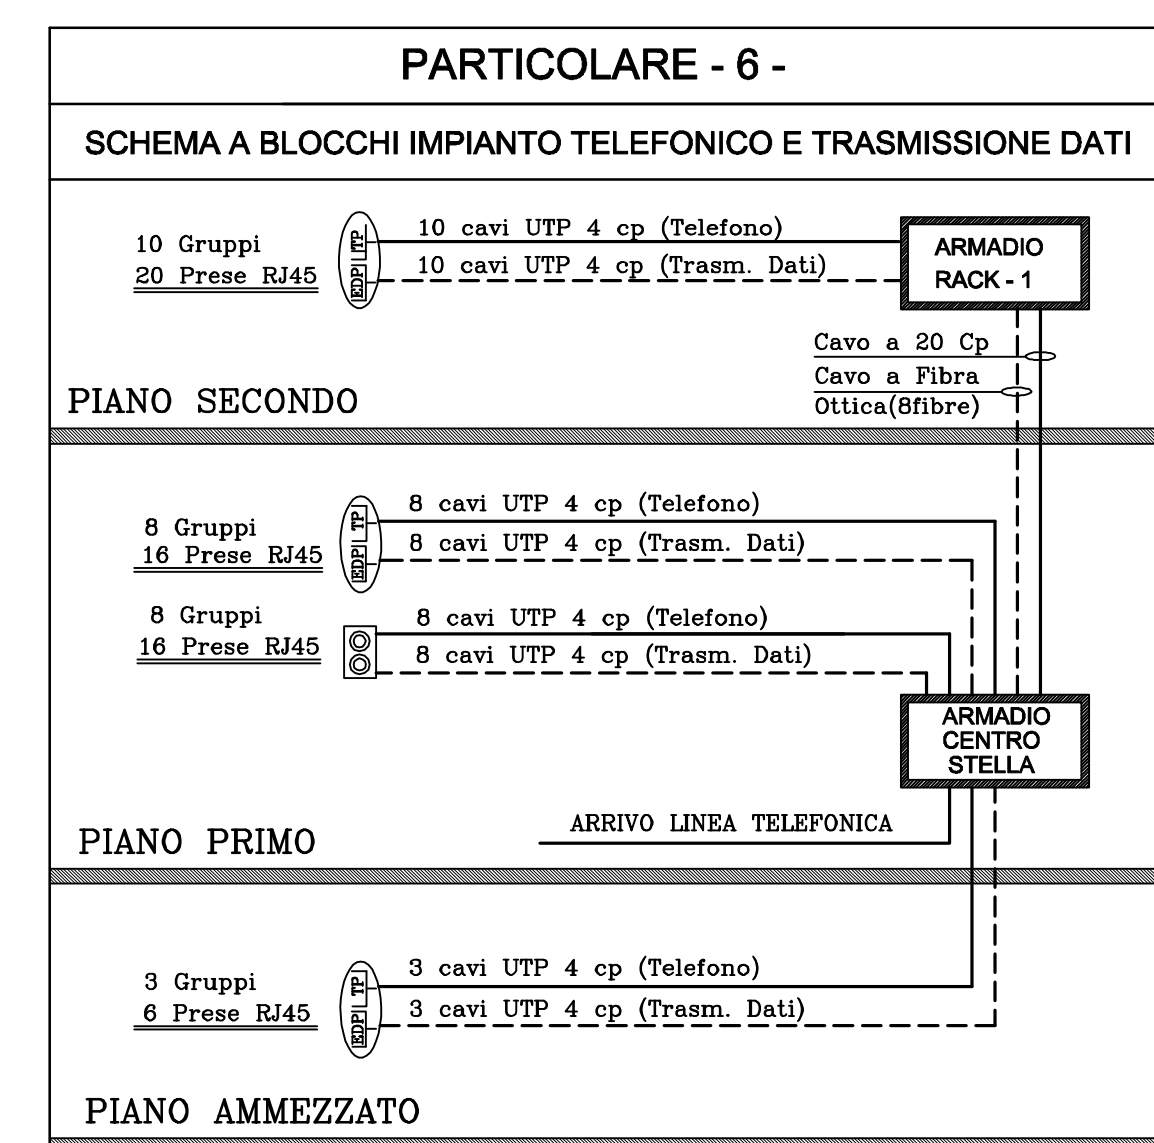 PARTICOLARE - 6 -
SCHEMA A BLOCCHI IMPIANTO TELEFONICO E TRASMISSIONE DATI
10 Gruppi
20 Prese RJ45
TP
EDP
10 cavi UTP 4 cp (Telefono)
10 cavi UTP 4 cp (Trasm. Dati)
ARMADIO
RACK - 1
Cavo a 20 Cp
Cavo a Fibra
Ottica(8fibre)
PIANO SECONDO
8 Gruppi
16 Prese RJ45
TP
EDP
8 cavi UTP 4 cp (Telefono)
8 cavi UTP 4 cp (Trasm. Dati)
8 Gruppi
16 Prese RJ45
8 cavi UTP 4 cp (Telefono)
8 cavi UTP 4 cp (Trasm. Dati)
ARMADIO
CENTRO
STELLA
ARRIVO LINEA TELEFONICA
PIANO PRIMO
3 Gruppi
6 Prese RJ45
TP
EDP
3 cavi UTP 4 cp (Telefono)
3 cavi UTP 4 cp (Trasm. Dati)
PIANO AMMEZZATO